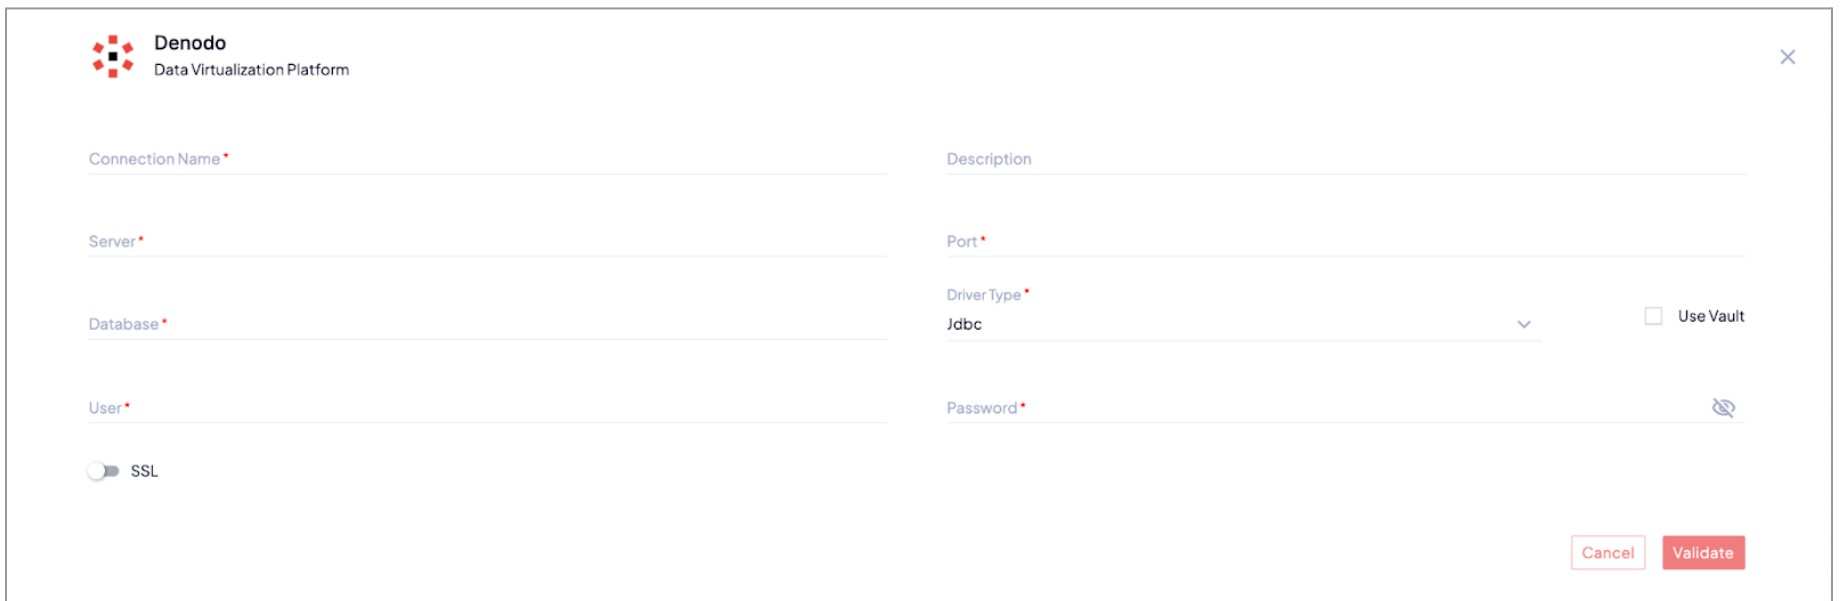 Denodo
Data Virtualization Platform
Connection Name *
Description
Server *
Port *
Database *
Driver Type *
Jdbc
Use Vault
User *
Password *
SSL
Cancel
Validate